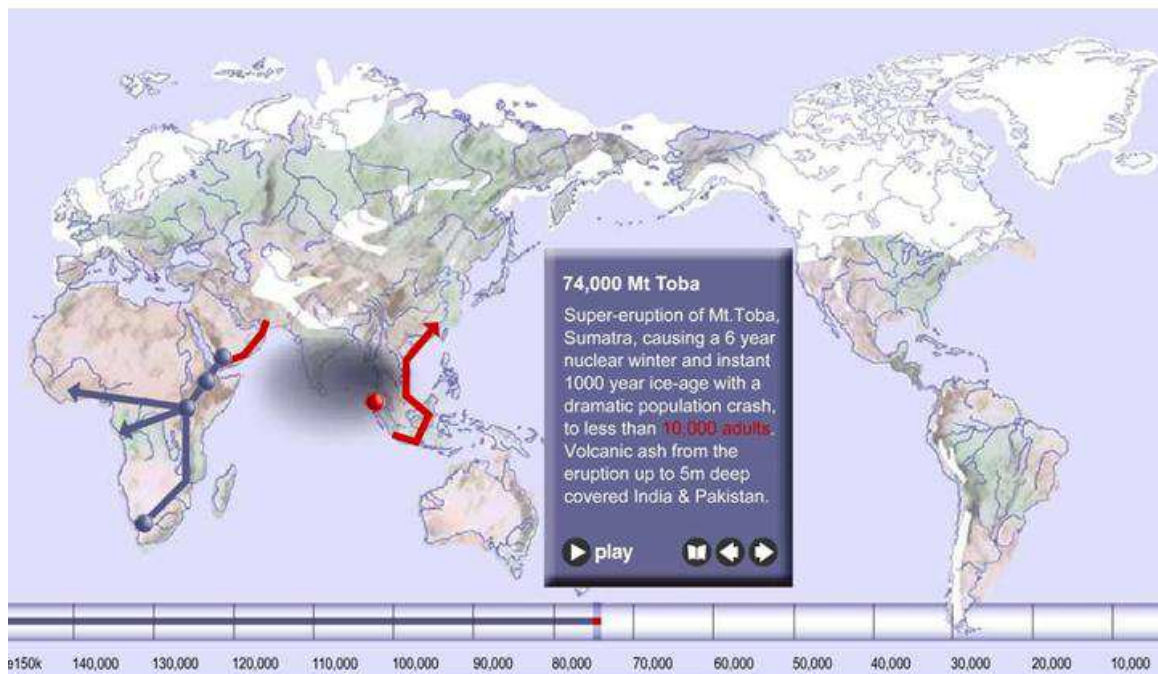 74,000 Mt Toba
Super-eruption of Mt.Toba,
Sumatra, causing a 6 year
nuclear winter and instant
1000 year ice-age with a
dramatic population crash,
to less than 10,000 adults.
Volcanic ash from the
eruption up to 5m deep
covered India & Pakistan.
play
e150k 140,000 130,000 120,000 110,000 100,000 90,000 80,000 70,000 60,000 50,000 40,000 30,000 20,000 10,000